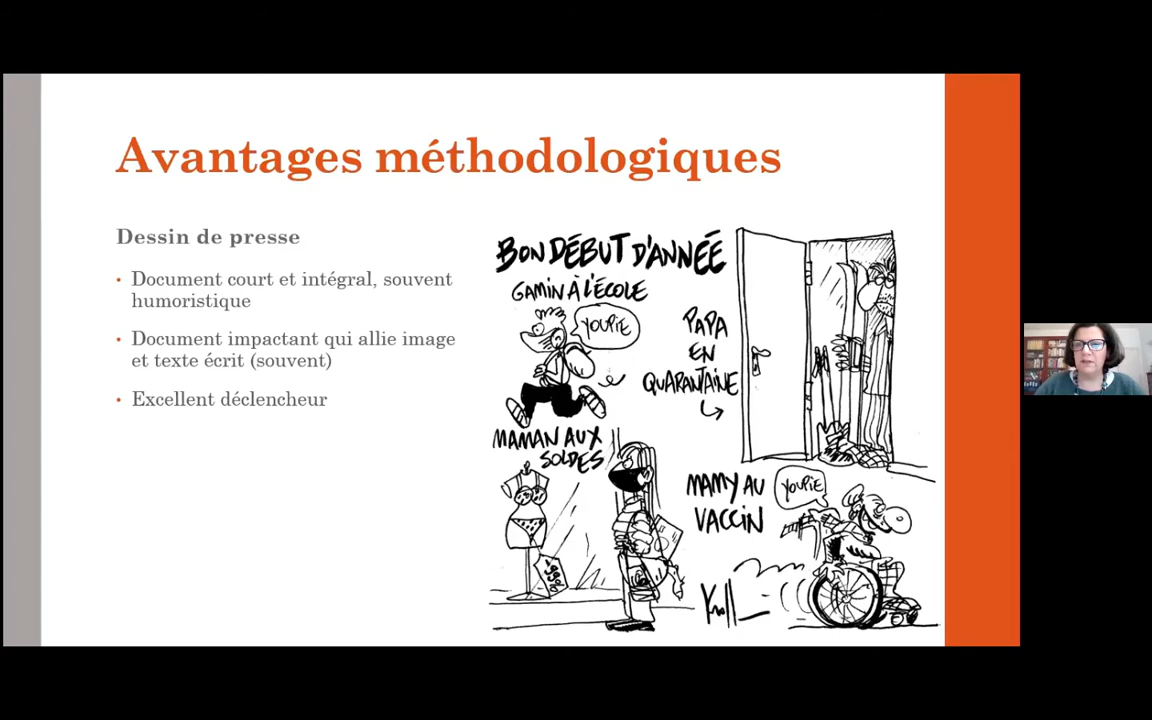 Avantages méthodologiques
Dessin de presse
• Document court et intégral, souvent
humoristique
• Document impactant qui allie image
et texte écrit (souvent)
• Excellent déclencheur
BON DÉBUT D'ANNÉE
GAMIN À L'ÉCOLE
YOUPIE
PAPA
EN
QUARANTAINE
MAMAN AUX
SOLDES
MAMY AU
VACCIN
YOUPIE
Kroll